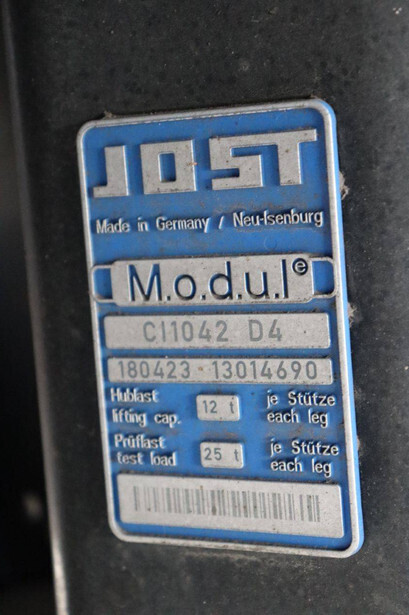 JOST
Made in Germany / Neu-Isenburg
M.o.d.u.l e
CI1042 D4
180423 13014690
Hublast 12 t je Stütze
lifting cap. each leg
Prüflast 25 t je Stütze
test load each leg